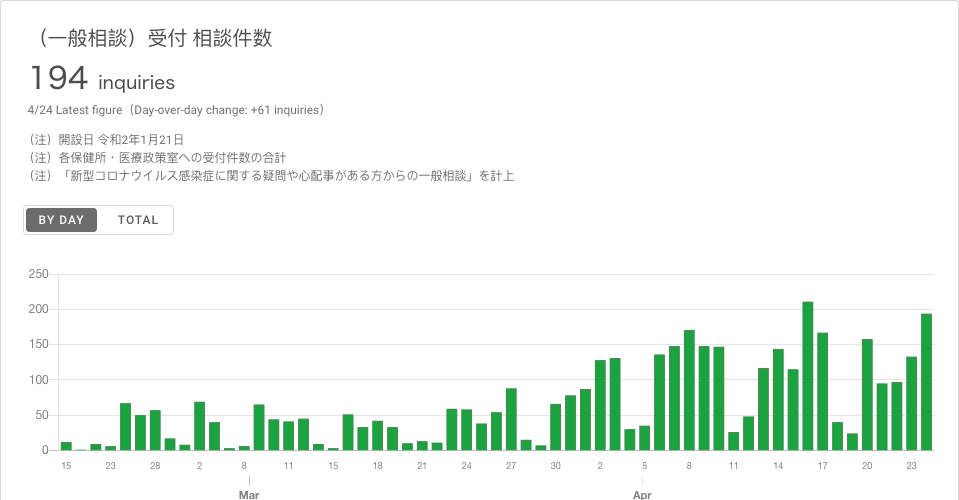 （一般相談）受付 相談件数
194 inquiries
4/24 Latest figure（Day-over-day change: +61 inquiries）
（注）開設日 令和2年1月21日
（注）各保健所・医療政策室への受付件数の合計
（注）「新型コロナウイルス感染症に関する疑問や心配事がある方からの一般相談」を計上
BY DAY TOTAL
250
200
150
100
50
0
15 23 28 2 8 11 15 18 21 24 27 30 2 5 8 11 14 17 20 23
Mar Apr